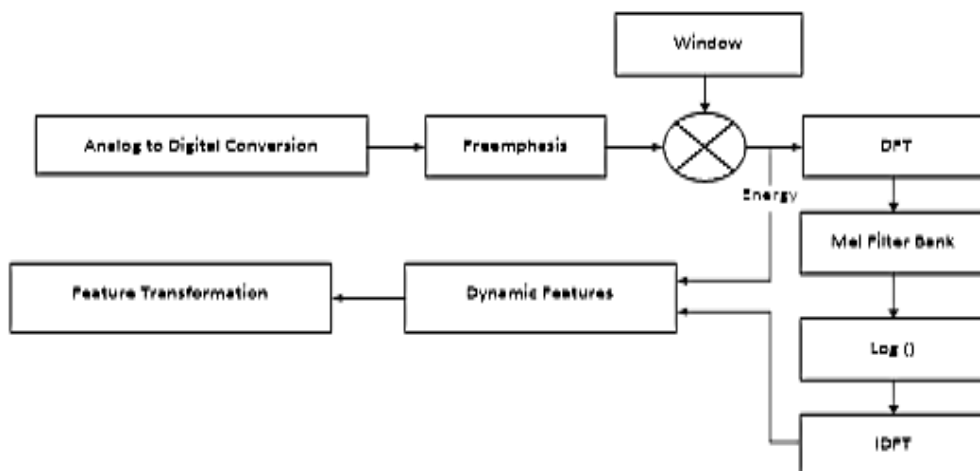 Window
Analog to Digital Conversion
Preemphasis
DFT
Energy
Mel Filter Bank
Feature Transformation
Dynamic Features
Log ()
IDFT